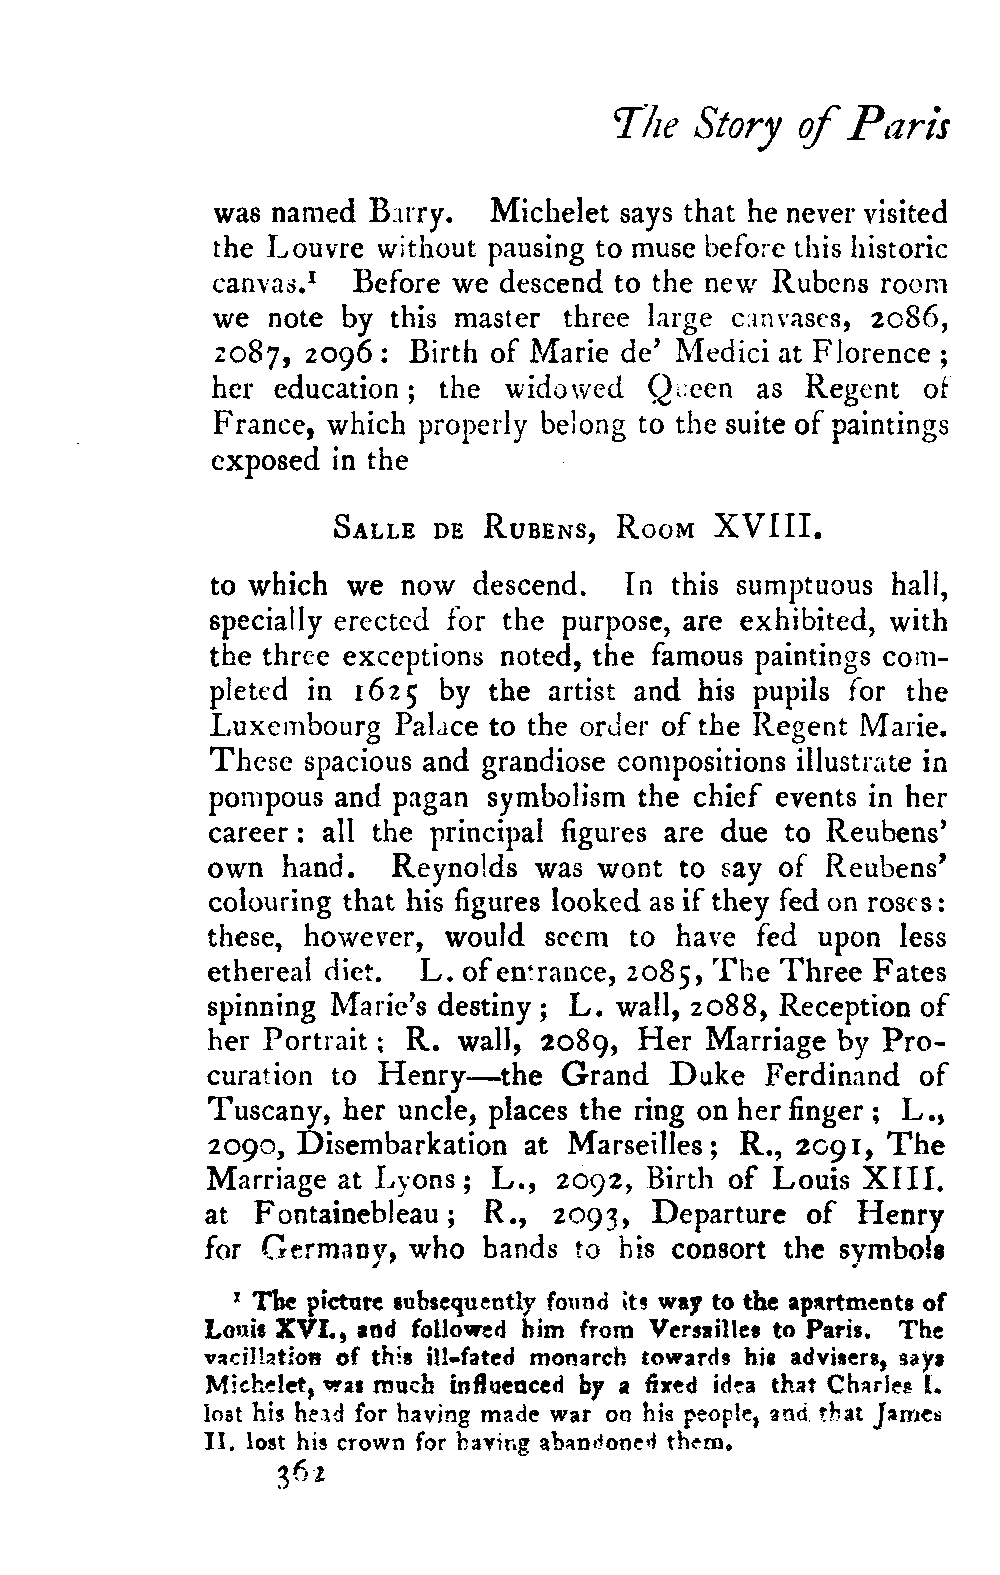 The Story of Paris
was named Barry. Michelet says that he never visited
the Louvre without pausing to muse before this historic
canvas.¹ Before we descend to the new Rubens room
we note by this master three large canvases, 2086,
2087, 2096: Birth of Marie de' Medici at Florence;
her education; the widowed Queen as Regent of
France, which properly belong to the suite of paintings
exposed in the
SALLE DE RUBENS, ROOM XVIII.
to which we now descend. In this sumptuous hall,
specially erected for the purpose, are exhibited, with
the three exceptions noted, the famous paintings com-
pleted in 1625 by the artist and his pupils for the
Luxembourg Palace to the order of the Regent Marie.
These spacious and grandiose compositions illustrate in
pompous and pagan symbolism the chief events in her
career: all the principal figures are due to Reubens'
own hand. Reynolds was wont to say of Reubens'
colouring that his figures looked as if they fed on roses:
these, however, would seem to have fed upon less
ethereal diet. L. of entrance, 2085, The Three Fates
spinning Marie's destiny; L. wall, 2088, Reception of
her Portrait; R. wall, 2089, Her Marriage by Pro-
curation to Henry—the Grand Duke Ferdinand of
Tuscany, her uncle, places the ring on her finger; L.,
2090, Disembarkation at Marseilles; R., 2091, The
Marriage at Lyons; L., 2092, Birth of Louis XIII.
at Fontainebleau; R., 2093, Departure of Henry
for Germany, who hands to his consort the symbols
¹ The picture subsequently found its way to the apartments of
Louis XVI., and followed him from Versailles to Paris. The
vacillation of this ill-fated monarch towards his advisers, says
Michelet, was much influenced by a fixed idea that Charles I.
lost his head for having made war on his people, and that James
II. lost his crown for having abandoned them.
362